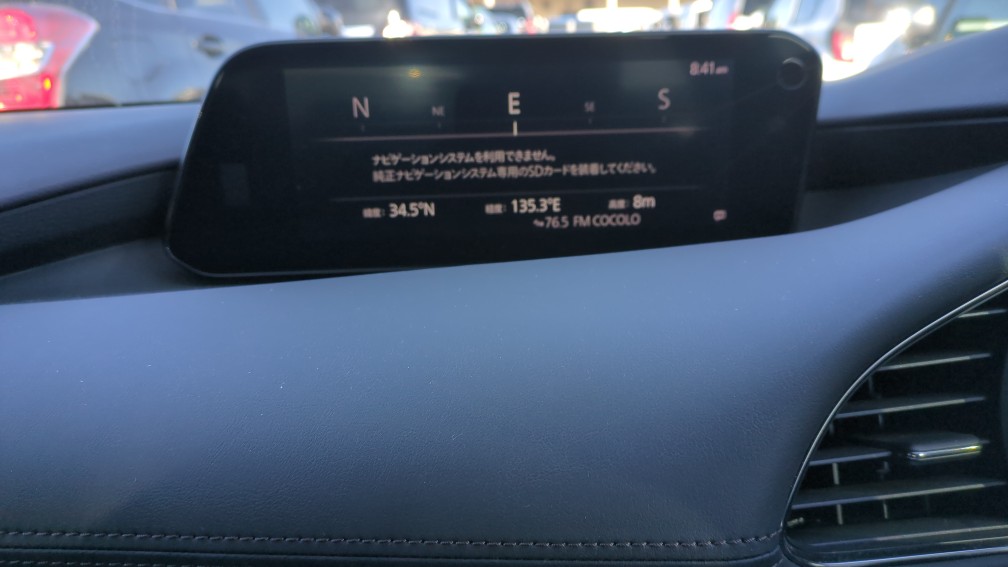 8:41am
N NE E SE S
ナビゲーションシステムを利用できません。
純正ナビゲーションシステム専用のSDカードを装着してください。
緯度: 34.5°N 経度: 135.3°E 高度: 8m
76.5 FM COCOLO